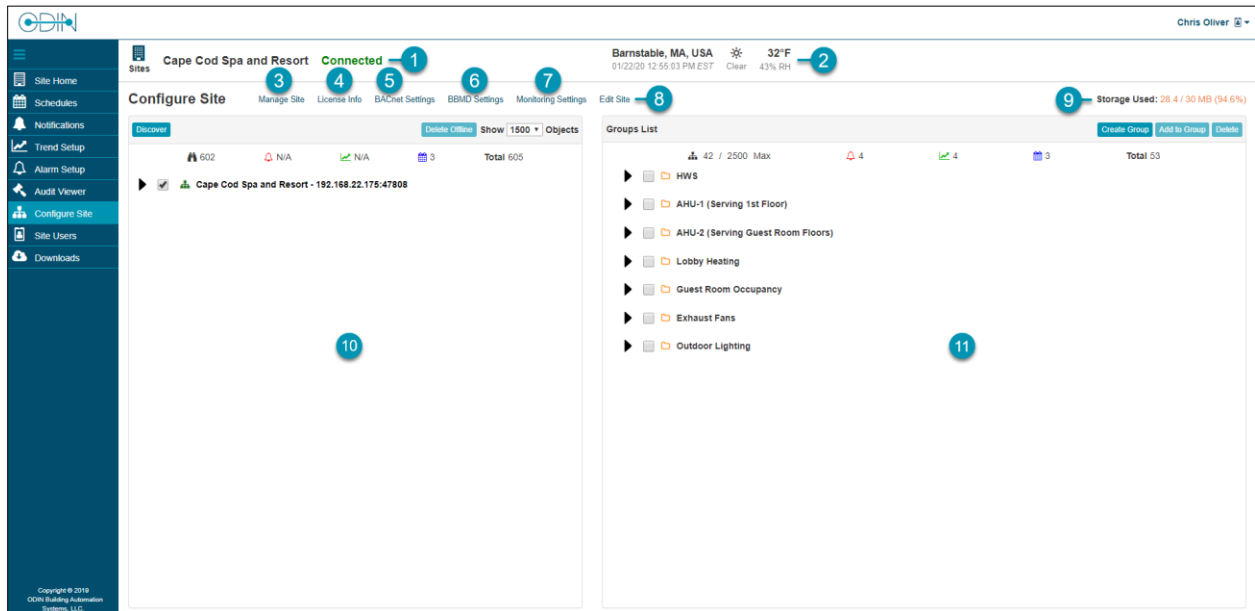 ODIN
Chris Oliver
Sites
Cape Cod Spa and Resort Connected 1
Barnstable, MA, USA 32°F
01/22/20 12:55:03 PM EST Clear 43% RH
2
Site Home
Schedules
Notifications
Trend Setup
Alarm Setup
Audit Viewer
Configure Site
Site Users
Downloads
Copyright © 2019
ODIN Building Automation
Systems, LLC.
3 4 5 6 7
Configure Site Manage Site License Info BACnet Settings BBMD Settings Monitoring Settings Edit Site 8
9 Storage Used: 28.4 / 30 MB (94.6%)
Discover Delete Offline Show 1500 Objects
602 N/A N/A 3 Total 605
Cape Cod Spa and Resort - 192.168.22.175:47808
10
Groups List Create Group Add to Group Delete
42 / 2500 Max 4 4 3 Total 53
HWS
AHU-1 (Serving 1st Floor)
AHU-2 (Serving Guest Room Floors)
Lobby Heating
Guest Room Occupancy
Exhaust Fans
Outdoor Lighting
11